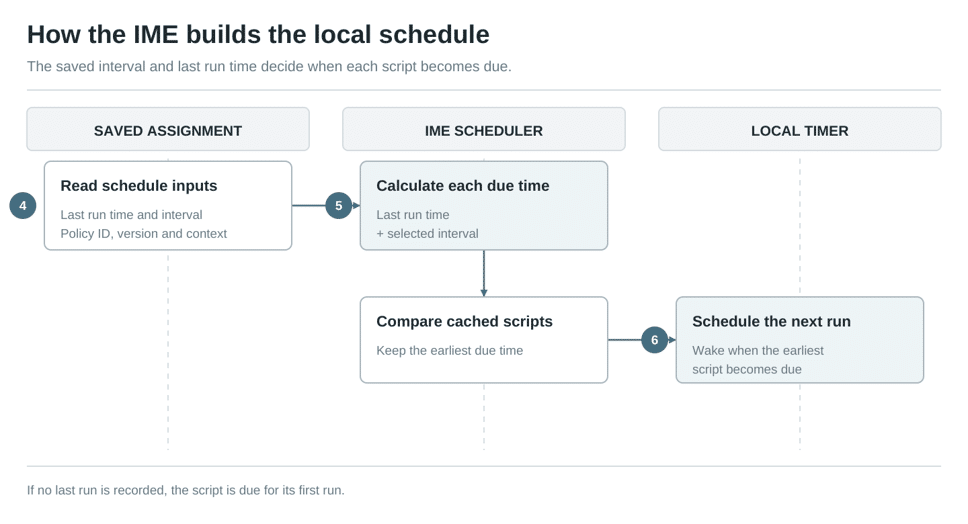 How the IME builds the local schedule
The saved interval and last run time decide when each script becomes due.
SAVED ASSIGNMENT
IME SCHEDULER
LOCAL TIMER
4
Read schedule inputs
Last run time and interval
Policy ID, version and context
5
Calculate each due time
Last run time
+ selected interval
Compare cached scripts
Keep the earliest due time
6
Schedule the next run
Wake when the earliest
script becomes due
If no last run is recorded, the script is due for its first run.